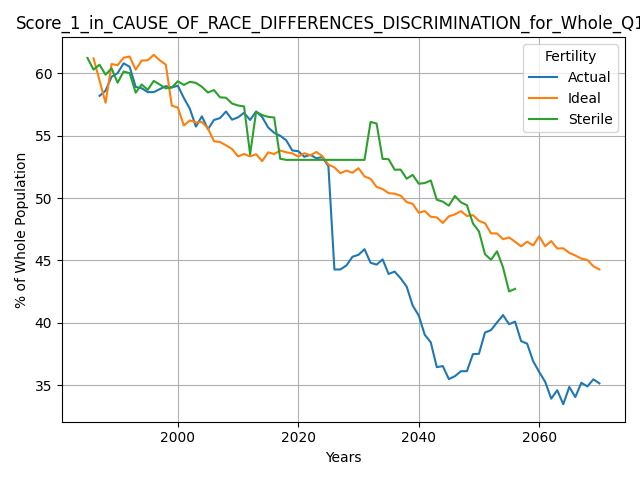 Score_1_in_CAUSE_OF_RACE_DIFFERENCES_DISCRIMINATION_for_Whole_Q1
Fertility
Actual
Ideal
Sterile
% of Whole Population
60
55
50
45
40
35
2000
2020
2040
2060
Years